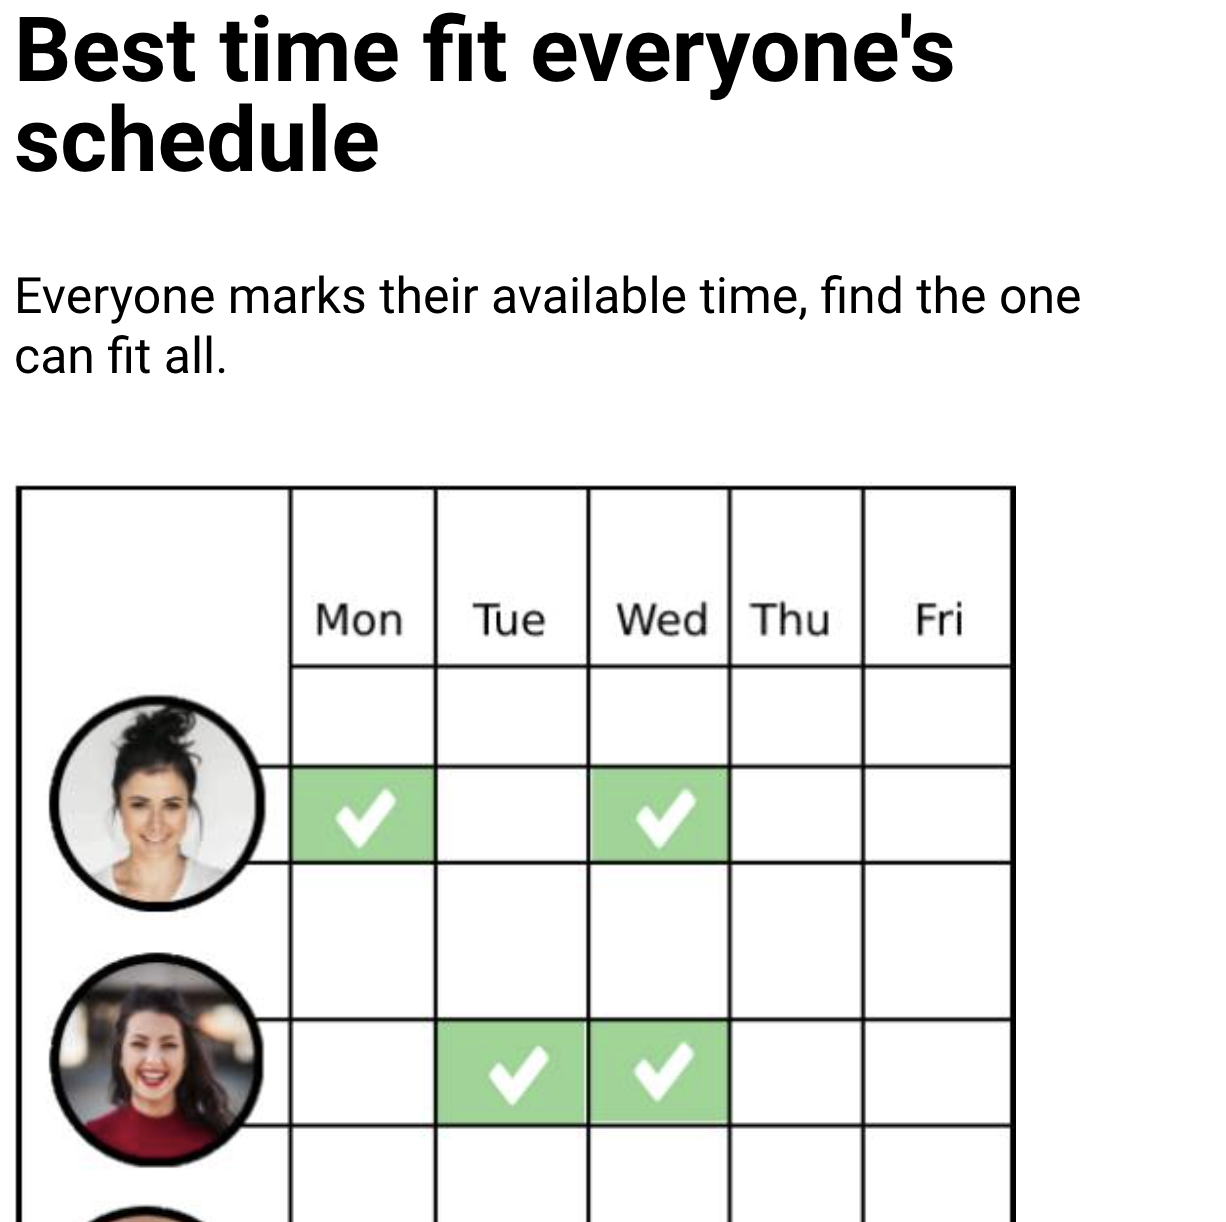 Best time fit everyone's
schedule
Everyone marks their available time, find the one
can fit all.
Mon Tue Wed Thu Fri